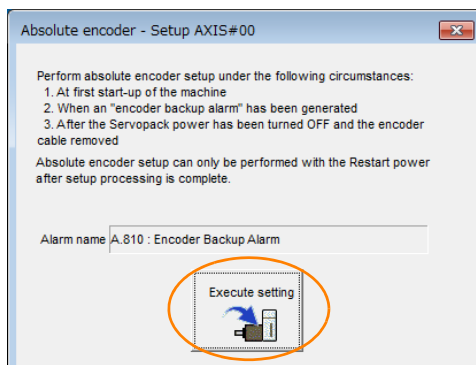 Absolute encoder - Setup AXIS#00
Perform absolute encoder setup under the following circumstances:
1. At first start-up of the machine
2. When an "encoder backup alarm" has been generated
3. After the Servopack power has been turned OFF and the encoder
cable removed
Absolute encoder setup can only be performed with the Restart power
after setup processing is complete.
Alarm name A.810 : Encoder Backup Alarm
Execute setting